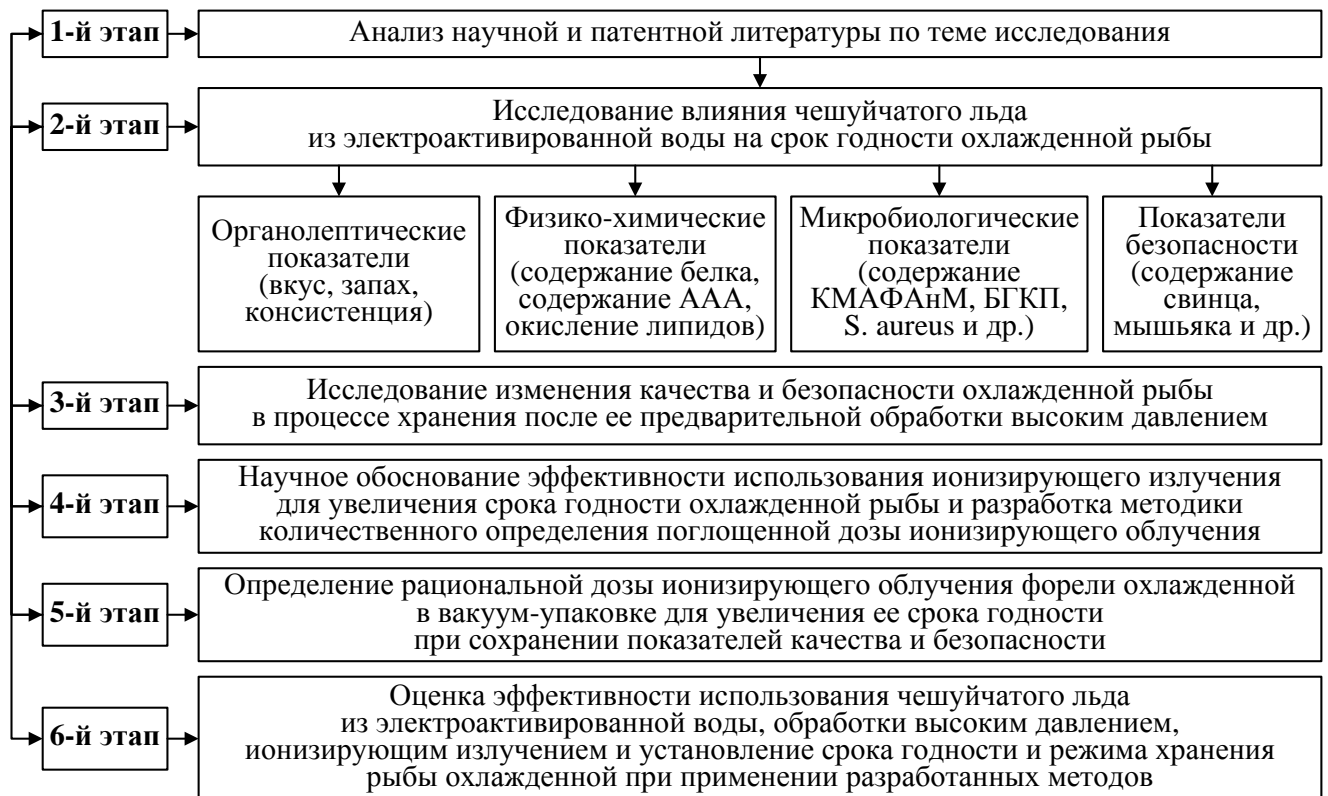 1-й этап
Анализ научной и патентной литературы по теме исследования
2-й этап
Исследование влияния чешуйчатого льда
из электроактивированной воды на срок годности охлажденной рыбы
Органолептические
показатели
(вкус, запах,
консистенция)
Физико-химические
показатели
(содержание белка,
содержание ААА,
окисление липидов)
Микробиологические
показатели
(содержание
КМАФАнМ, БГКП,
S. aureus и др.)
Показатели
безопасности
(содержание
свинца,
мышьяка и др.)
3-й этап
Исследование изменения качества и безопасности охлажденной рыбы
в процессе хранения после ее предварительной обработки высоким давлением
4-й этап
Научное обоснование эффективности использования ионизирующего излучения
для увеличения срока годности охлажденной рыбы и разработка методики
количественного определения поглощенной дозы ионизирующего облучения
5-й этап
Определение рациональной дозы ионизирующего облучения форели охлажденной
в вакуум-упаковке для увеличения ее срока годности
при сохранении показателей качества и безопасности
6-й этап
Оценка эффективности использования чешуйчатого льда
из электроактивированной воды, обработки высоким давлением,
ионизирующим излучением и установление срока годности и режима хранения
рыбы охлажденной при применении разработанных методов